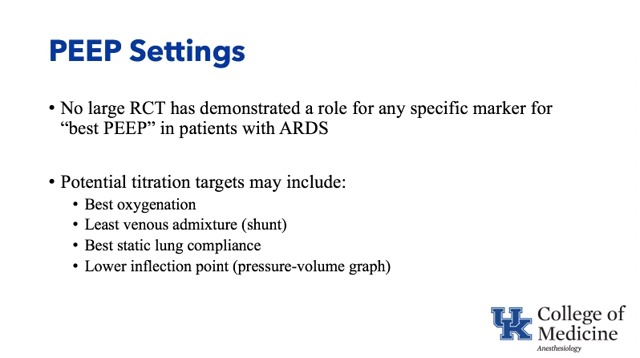 PEEP Settings
• No large RCT has demonstrated a role for any specific marker for
“best PEEP” in patients with ARDS
• Potential titration targets may include:
• Best oxygenation
• Least venous admixture (shunt)
• Best static lung compliance
• Lower inflection point (pressure-volume graph)
UK College of
Medicine
Anesthesiology